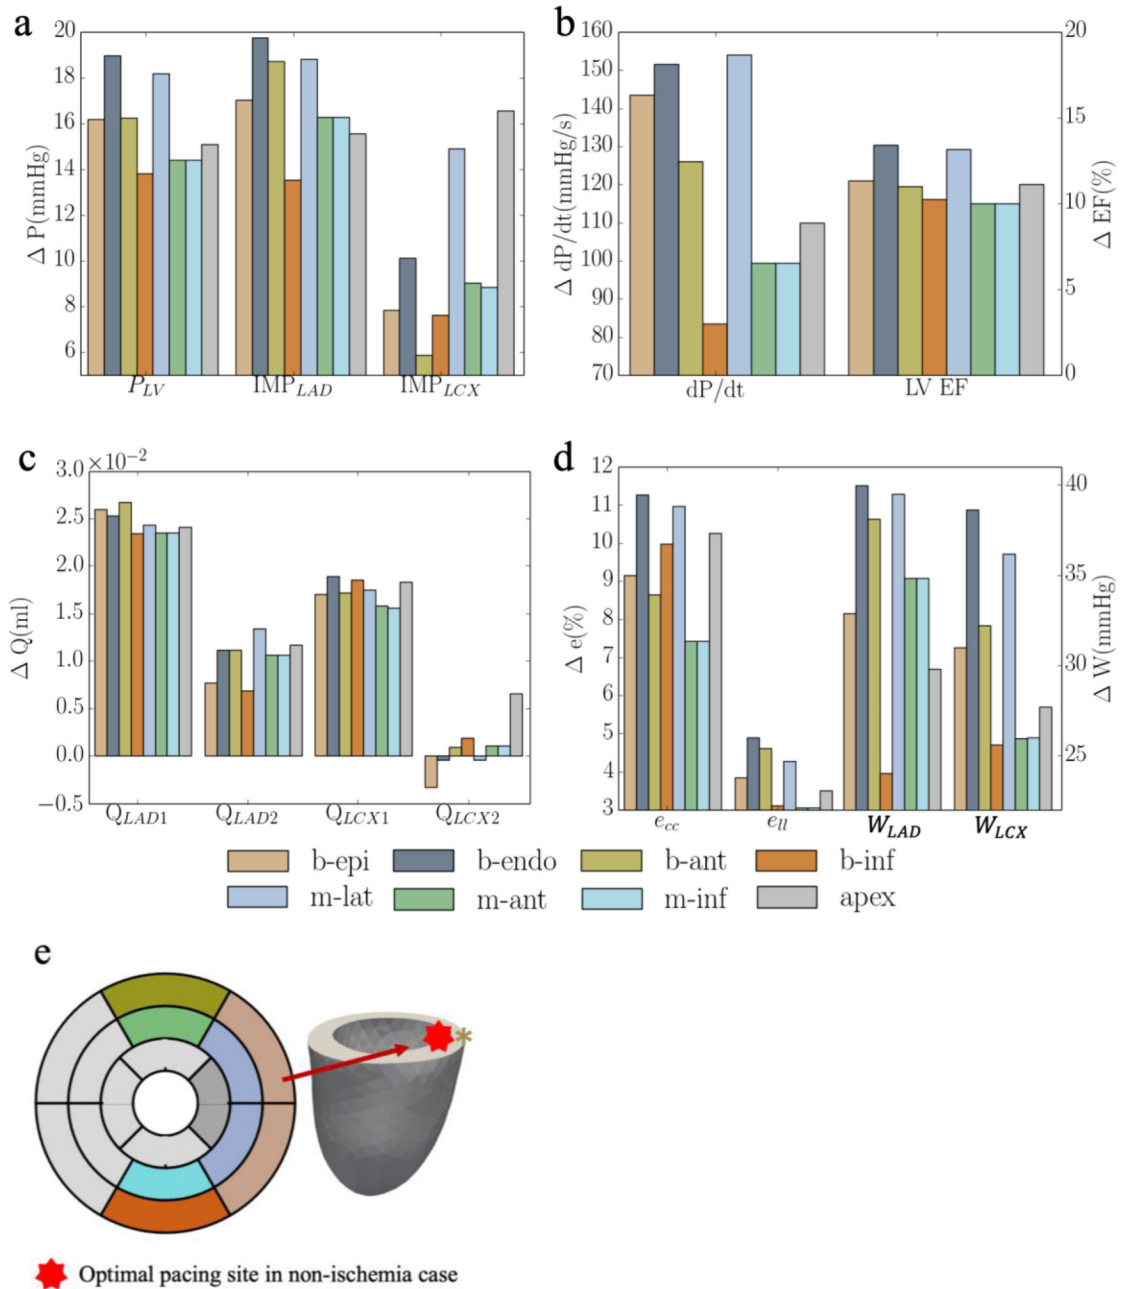 a
20
18
16
14
12
10
8
6
Δ P(mmHg)
P_LV
IMP_LAD
IMP_LCX
b
160
150
140
130
120
110
100
90
80
70
Δ dP/dt(mmHg/s)
20
15
10
5
0
Δ EF(%)
dP/dt
LV EF
c
3.0 ×10⁻²
2.5
2.0
1.5
1.0
0.5
0.0
−0.5
Δ Q(ml)
Q_LAD1
Q_LAD2
Q_LCX1
Q_LCX2
d
12
11
10
9
8
7
6
5
4
3
Δ e(%)
40
35
30
25
Δ W(mmHg)
e_cc
e_ll
W_LAD
W_LCX
b-epi b-endo b-ant b-inf
m-lat m-ant m-inf apex
e
*
Optimal pacing site in non-ischemia case